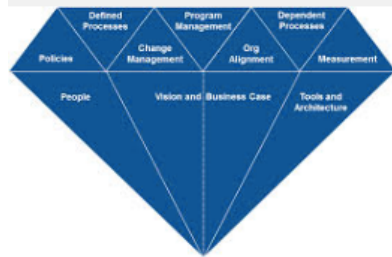 Defined
Processes
Program
Management
Dependent
Processes
Policies
Change
Management
Org
Alignment
Measurement
People
Vision and Business Case
Tools and
Architecture